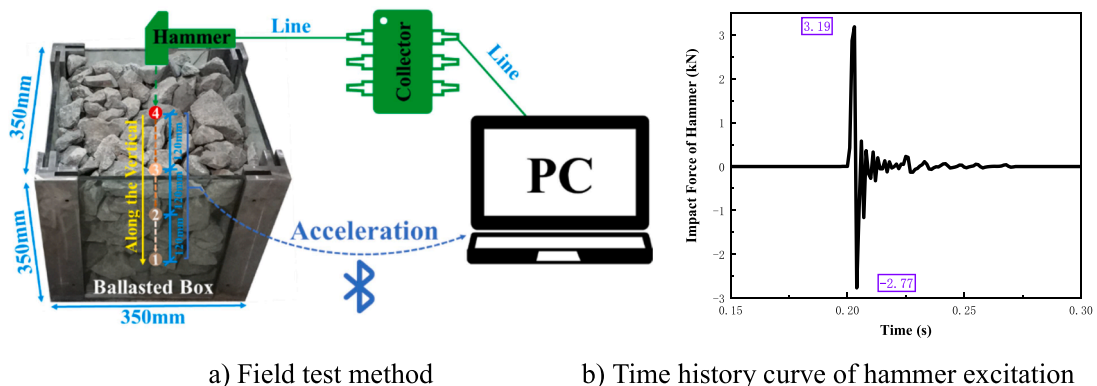 Hammer
Line
Collector
Line
PC
350mm
350mm
350mm
4
120mm
2
1
Along the Vertical
Acceleration
Ballasted Box
a) Field test method
3.19
-2.77
3
2
1
0
-1
-2
-3
0.15
0.20
0.25
0.30
Impact Force of Hammer (kN)
Time (s)
b) Time history curve of hammer excitation